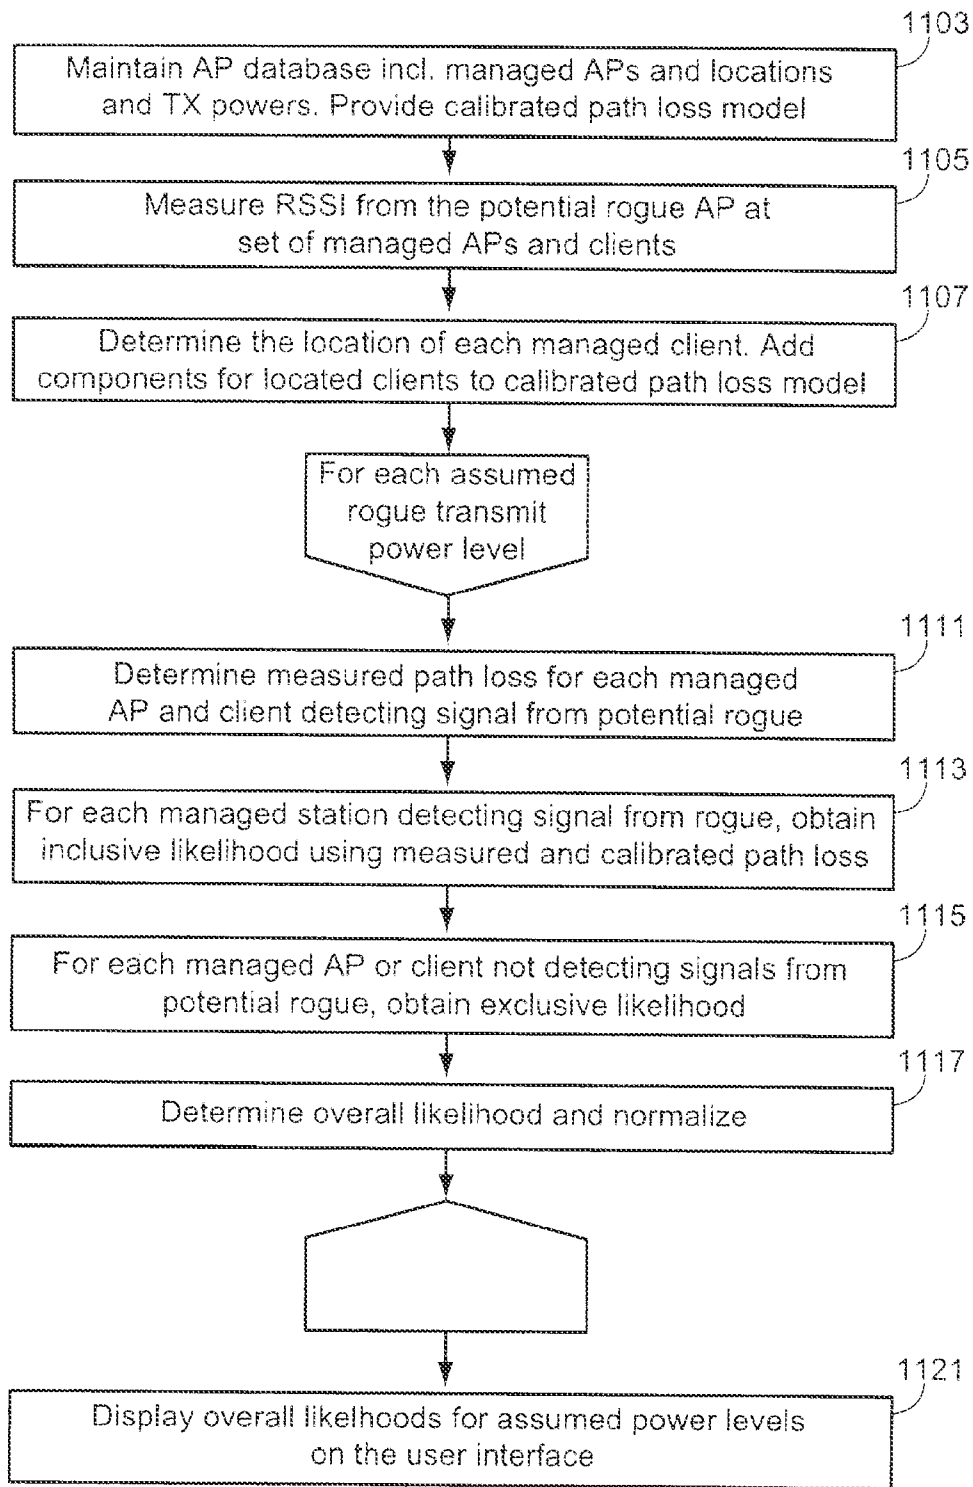 1103
Maintain AP database incl. managed APs and locations
and TX powers. Provide calibrated path loss model
1105
Measure RSSI from the potential rogue AP at
set of managed APs and clients
1107
Determine the location of each managed client. Add
components for located clients to calibrated path loss model
For each assumed
rogue transmit
power level
1111
Determine measured path loss for each managed
AP and client detecting signal from potential rogue
1113
For each managed station detecting signal from rogue, obtain
inclusive likelihood using measured and calibrated path loss
1115
For each managed AP or client not detecting signals from
potential rogue, obtain exclusive likelihood
1117
Determine overall likelihood and normalize
1121
Display overall likelhoods for assumed power levels
on the user interface